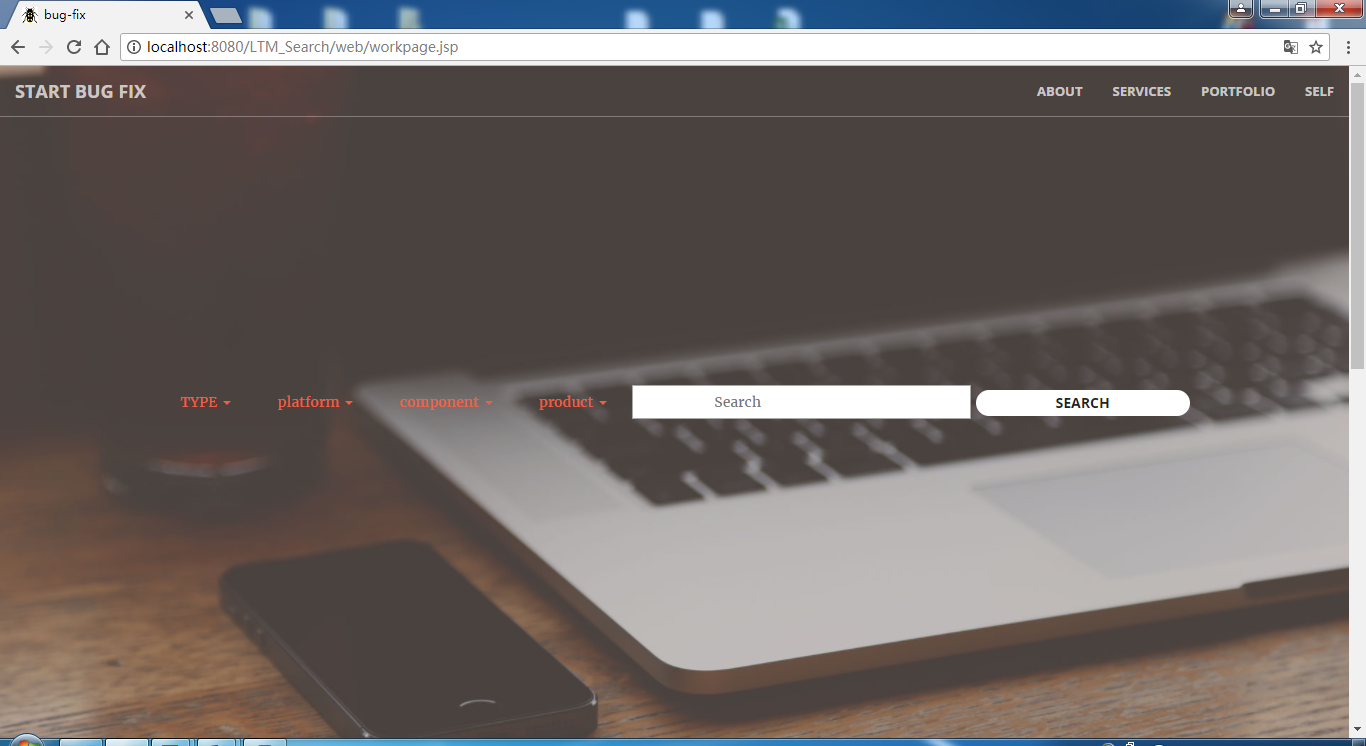 bug-fix
localhost:8080/LTM_Search/web/workpage.jsp
START BUG FIX ABOUT SERVICES PORTFOLIO SELF
TYPE platform component product Search SEARCH